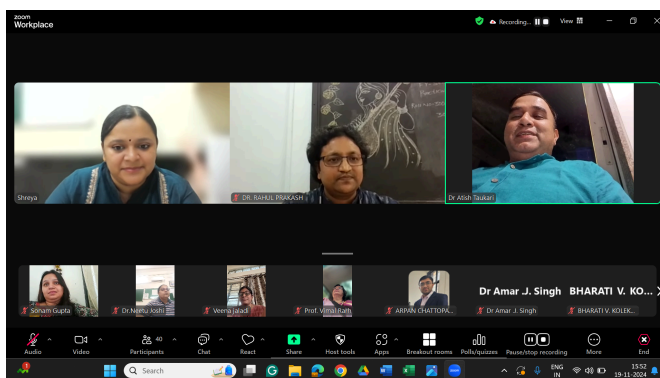 zoom
Workplace
Recording...
View
Shreya
DR. RAHUL PRAKASH
Dr Atish Taukari
Sonam Gupta
Dr.Neetu Joshi
Veena Jaladi
Prof. Vimal Rath
ARPAN CHATTOPA...
Dr Amar .J. Singh
Dr Amar .J. Singh
BHARATI V. KO...
BHARATI V. KOLEK...
Audio
Video
40
Participants
Chat
React
Share
Host tools
Apps
Breakout rooms
Polls/quizzes
Pause/stop recording
More
End
Search
ENG
IN
15:52
19-11-2024